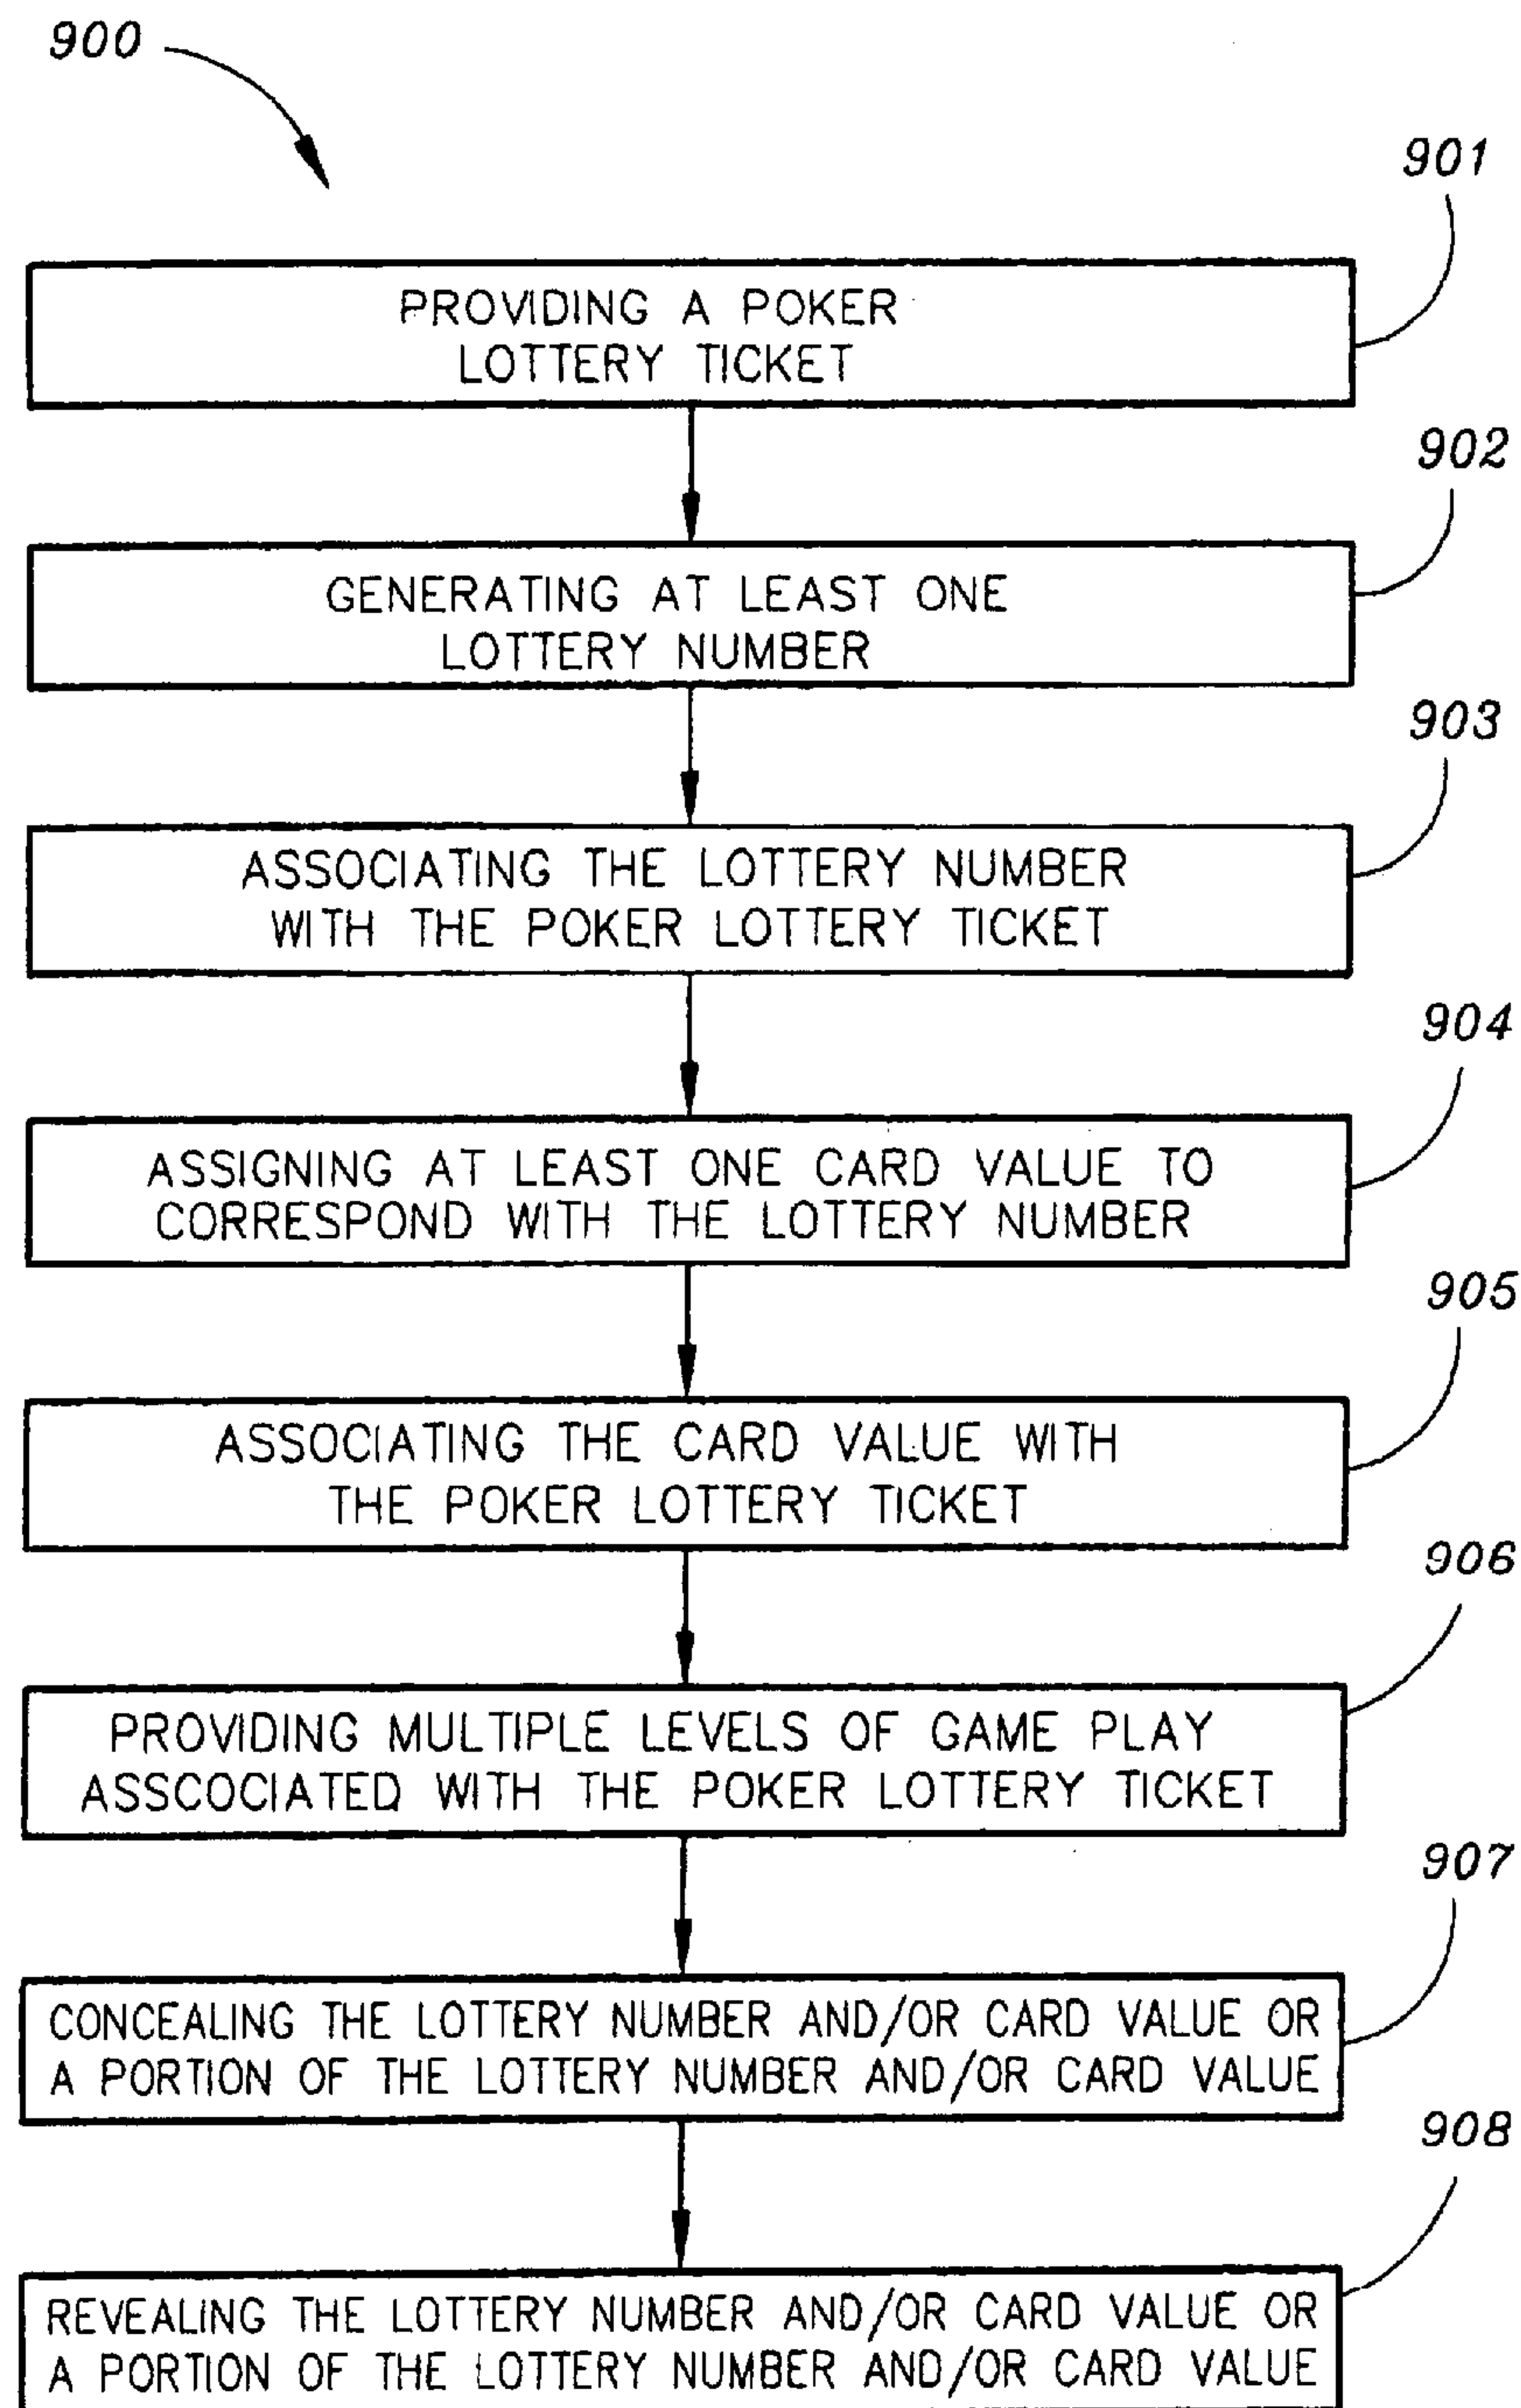 900
901
PROVIDING A POKER
LOTTERY TICKET
902
GENERATING AT LEAST ONE
LOTTERY NUMBER
903
ASSOCIATING THE LOTTERY NUMBER
WITH THE POKER LOTTERY TICKET
904
ASSIGNING AT LEAST ONE CARD VALUE TO
CORRESPOND WITH THE LOTTERY NUMBER
905
ASSOCIATING THE CARD VALUE WITH
THE POKER LOTTERY TICKET
906
PROVIDING MULTIPLE LEVELS OF GAME PLAY
ASSCOCIATED WITH THE POKER LOTTERY TICKET
907
CONCEALING THE LOTTERY NUMBER AND/OR CARD VALUE OR
A PORTION OF THE LOTTERY NUMBER AND/OR CARD VALUE
908
REVEALING THE LOTTERY NUMBER AND/OR CARD VALUE OR
A PORTION OF THE LOTTERY NUMBER AND/OR CARD VALUE